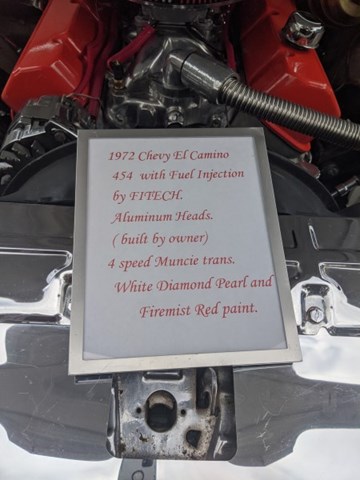 1972 Chevy El Camino
454 with Fuel Injection
by FITECH.
Aluminum Heads.
( built by owner)
4 speed Muncie trans.
White Diamond Pearl and
Firemist Red paint.